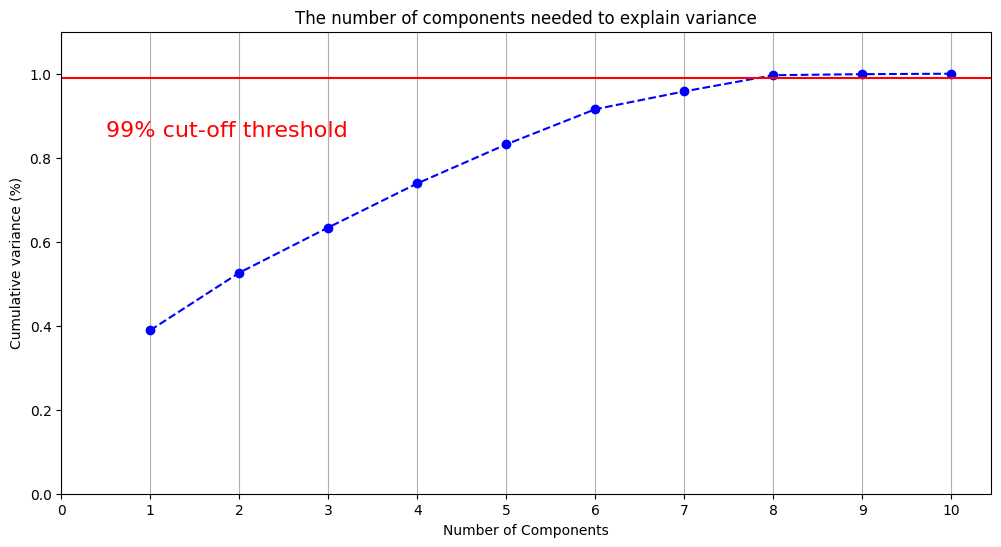 The number of components needed to explain variance
1.0
0.8
0.6
0.4
0.2
0.0
Cumulative variance (%)
99% cut-off threshold
0 1 2 3 4 5 6 7 8 9 10
Number of Components